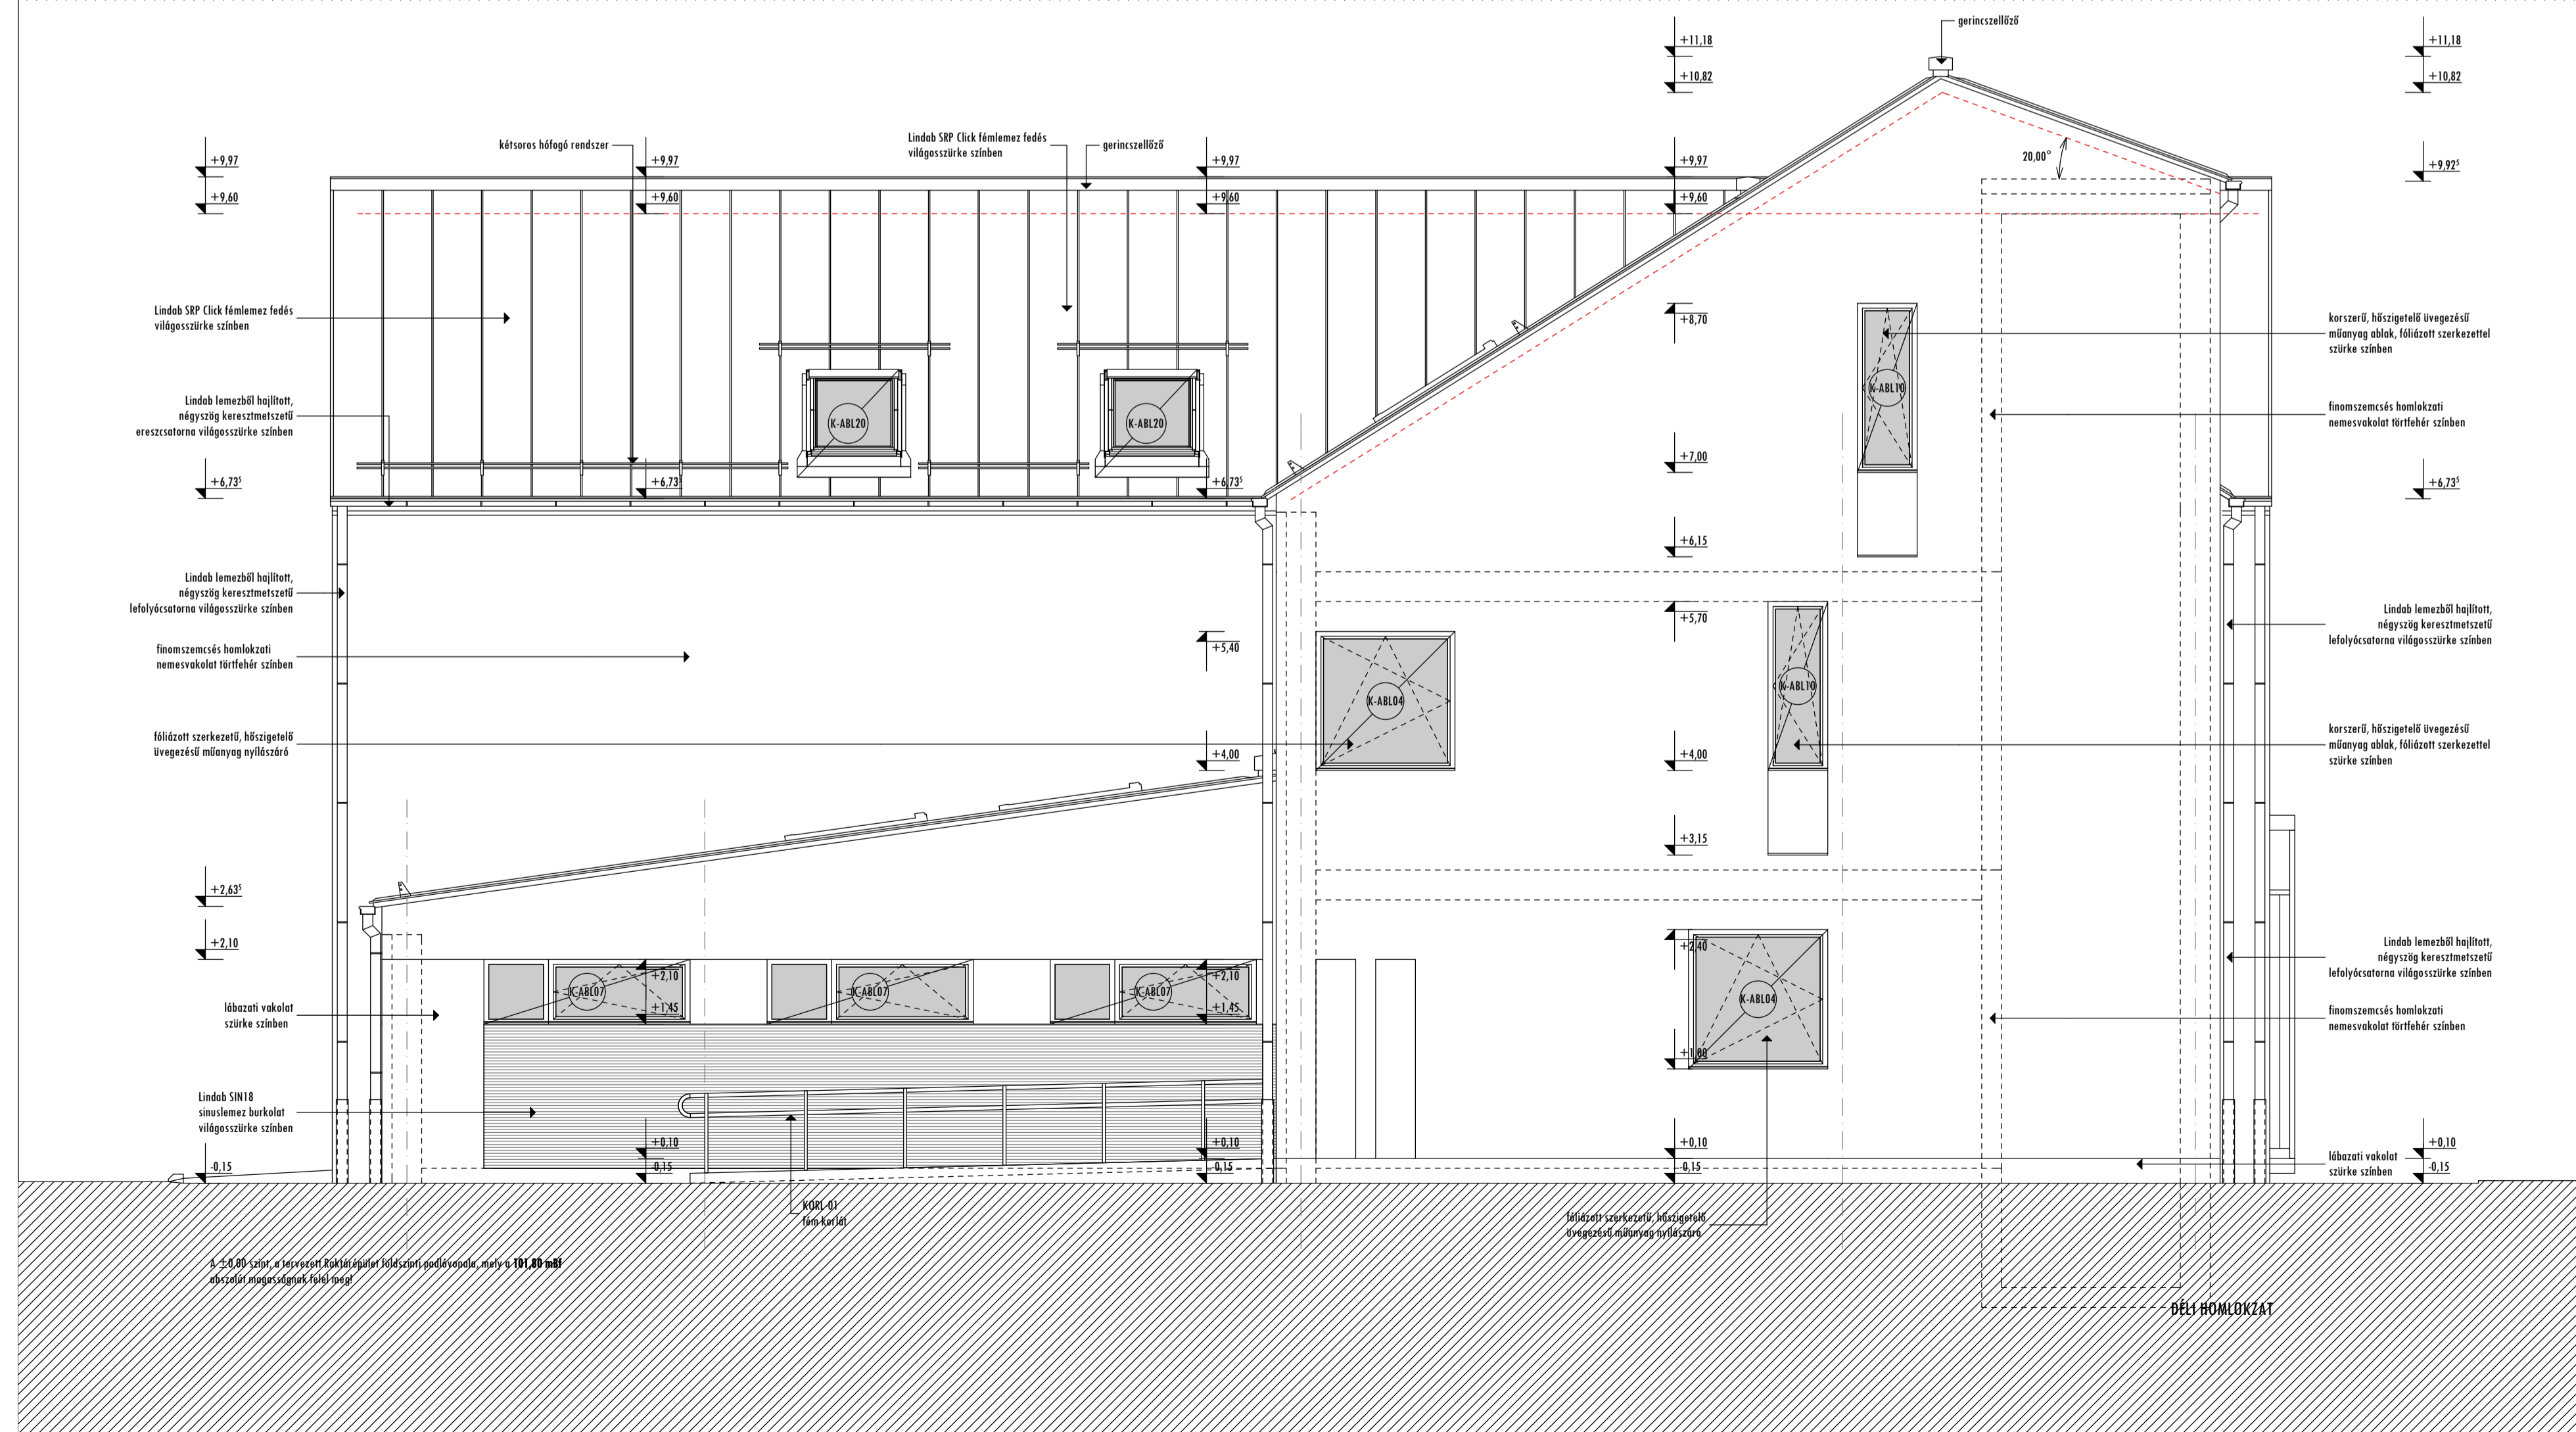 gerincszellőző
+11,18
+11,18
+10,82
+10,82
Lindab SRP Click fémlemez fedés
világosszürke színben
kétsoros hófogó rendszer
gerincszellőző
20,00°
+9,97
+9,97
+9,97
+9,97
+9,92⁵
+9,60
+9,60
+9,60
+9,60
Lindab SRP Click fémlemez fedés
világosszürke színben
+8,70
korszerű, hőszigetelő üvegezésű
műanyag ablak, fóliázott szerkezettel
szürke színben
K-ABL10
Lindab lemezből hajlított,
négyszög keresztmetszetű
ereszcsatorna világosszürke színben
K-ABL20
K-ABL20
finomszemcsés homlokzati
nemesvakolat törtfehér színben
+7,00
+6,73⁵
+6,73⁵
+6,73⁵
+6,73⁵
+6,15
Lindab lemezből hajlított,
négyszög keresztmetszetű
lefolyócsatorna világosszürke színben
+5,70
Lindab lemezből hajlított,
négyszög keresztmetszetű
lefolyócsatorna világosszürke színben
finomszemcsés homlokzati
nemesvakolat törtfehér színben
+5,40
K-ABL04
K-ABL10
fóliázott szerkezetű, hőszigetelő
üvegezésű műanyag nyílászáró
+4,00
+4,00
korszerű, hőszigetelő üvegezésű
műanyag ablak, fóliázott szerkezettel
szürke színben
+3,15
+2,63⁵
+2,10
+2,40
Lindab lemezből hajlított,
négyszög keresztmetszetű
lefolyócsatorna világosszürke színben
K-ABL07
+2,10
K-ABL07
K-ABL07
+2,10
K-ABL04
lábazati vakolat
szürke színben
+1,45
+1,45
finomszemcsés homlokzati
nemesvakolat törtfehér színben
+1,00
Lindab SIN18
sinuslemez burkolat
világosszürke színben
+0,10
+0,10
+0,10
+0,10
lábazati vakolat
szürke színben
-0,15
-0,15
-0,15
-0,15
-0,15
KORL-01
fém korlát
fóliázott szerkezetű, hőszigetelő
üvegezésű műanyag nyílászáró
A ±0,00 szint, a tervezett Raktárépület földszinti padlóvonala, mely a 101,80 mBf
abszolút magasságnak felel meg!
DÉLI HOMLOKZAT